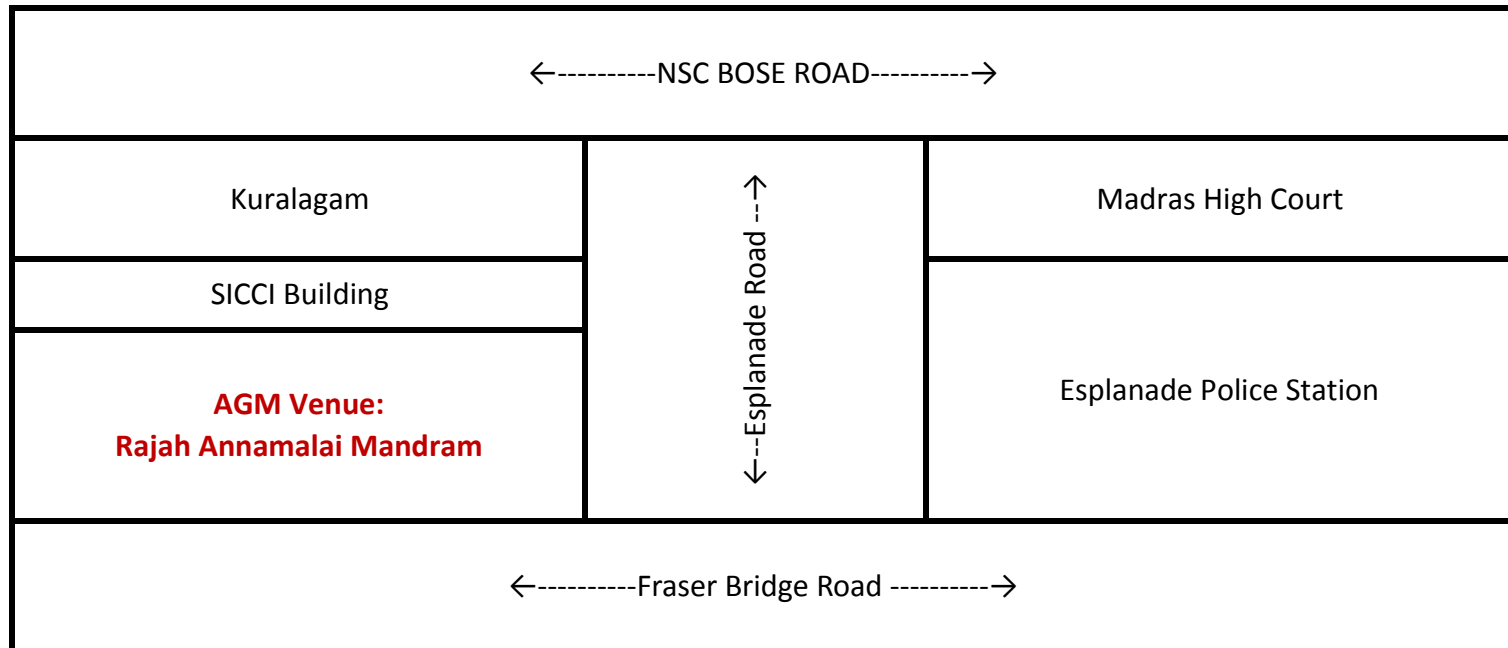 ←----------NSC BOSE ROAD----------→
Kuralagam
Madras High Court
SICCI Building
←---Esplanade Road ---→
AGM Venue:
Rajah Annamalai Mandram
Esplanade Police Station
←----------Fraser Bridge Road ----------→